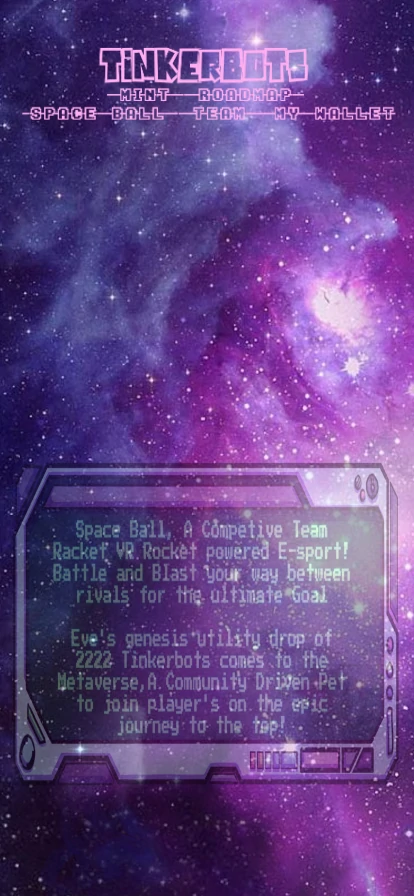 TiNKERBOTs
MINT ROADMAP
SPACE BALL TEAM MY WALLET
Space Ball, A Competive Team
Racket VR Rocket powered E-sport!
Battle and Blast your way between
rivals for the ultimate Goal
Eve's genesis utility drop of
2222 Tinkerbots comes to the
Metaverse,A Community Driven Pet
to join player's on the epic
journey to the top!